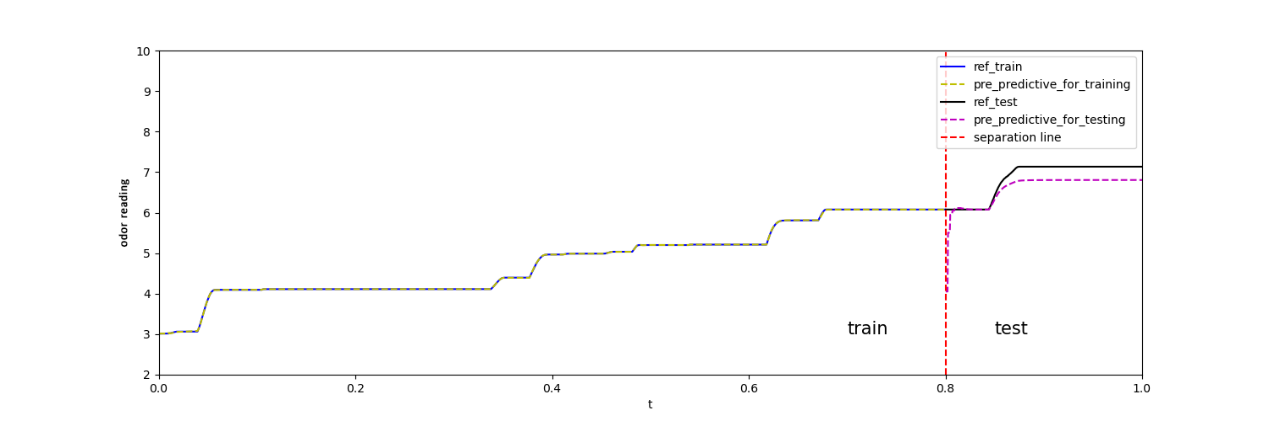 10
9
8
7
6
5
4
3
2
odor reading
0.0
0.2
0.4
0.6
0.8
1.0
t
ref_train
pre_predictive_for_training
ref_test
pre_predictive_for_testing
separation line
train
test